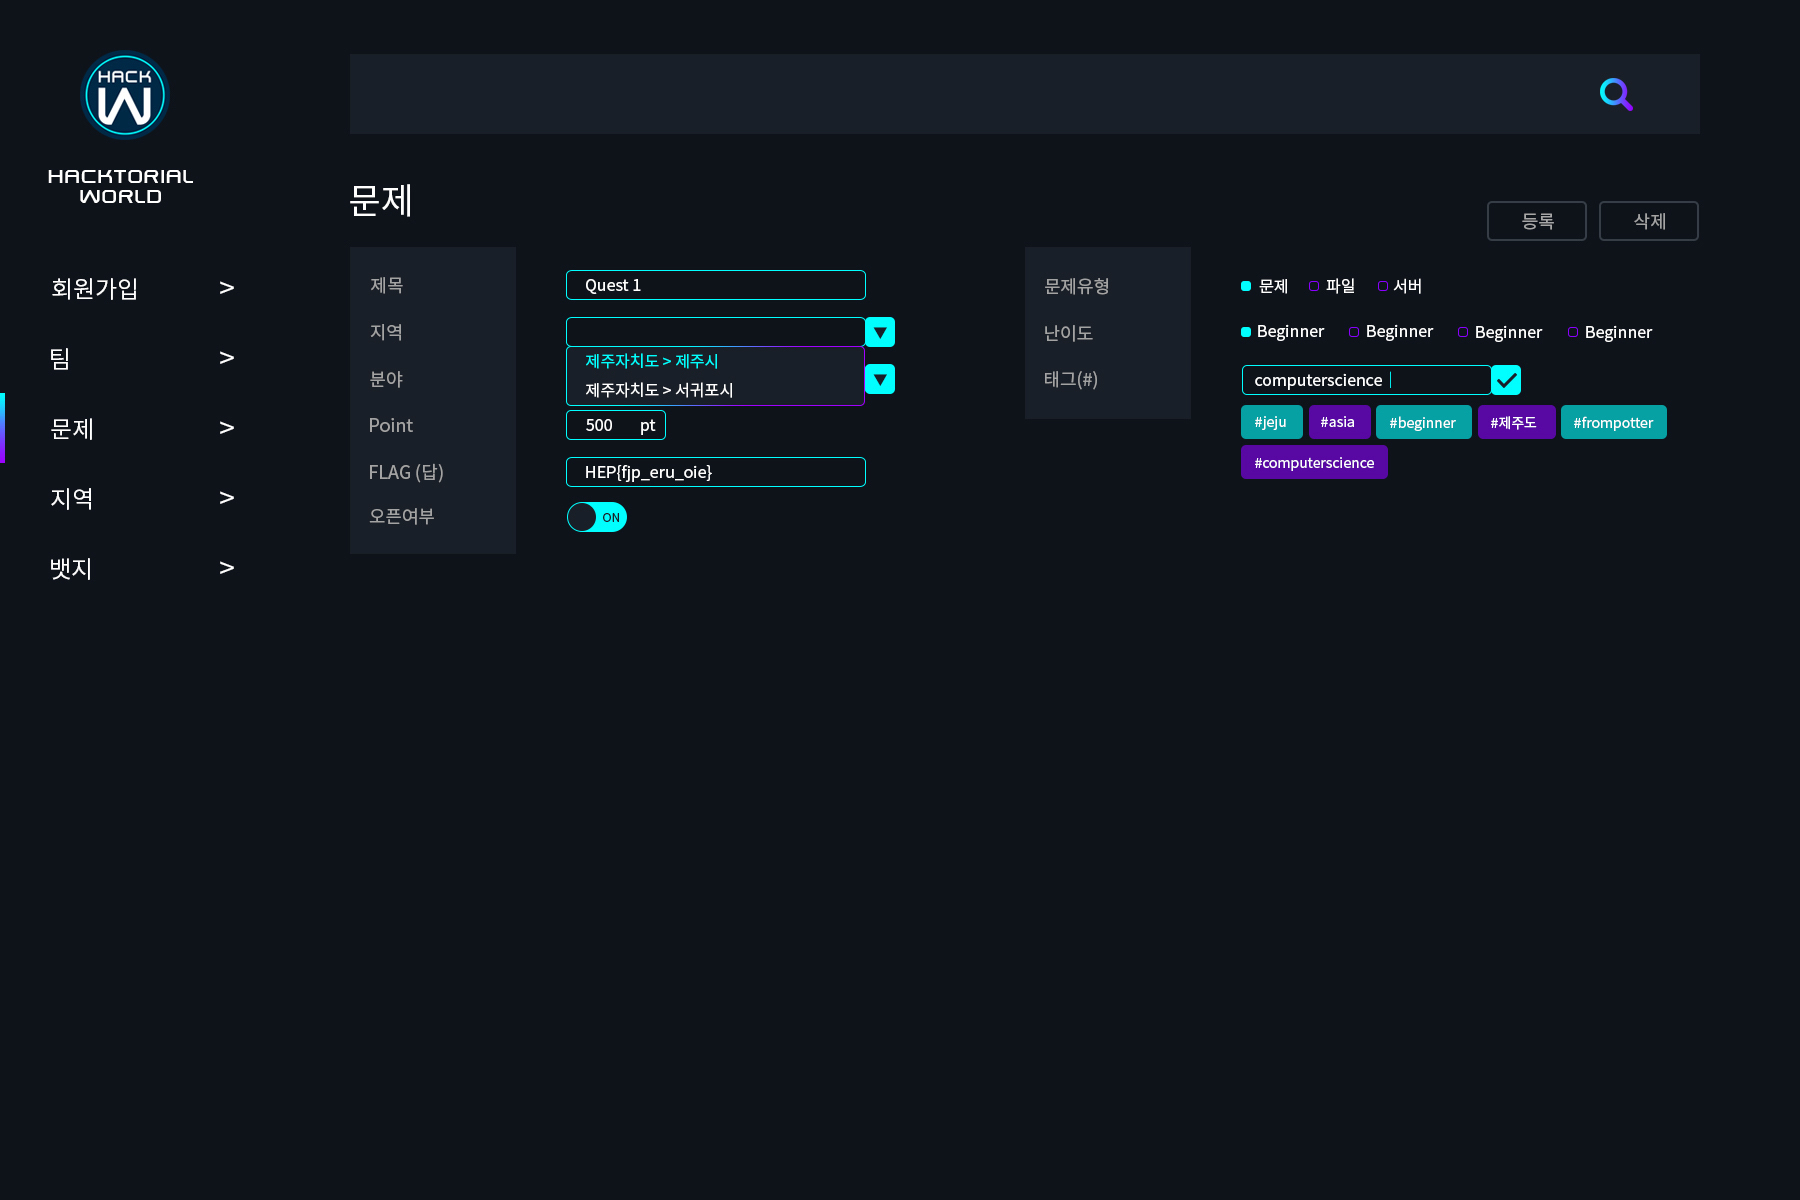 HACK
W
HACKTORIAL
WORLD
회원가입 >
팀 >
문제 >
지역 >
뱃지 >
문제
등록 삭제
제목 Quest 1
지역
제주자치도 > 제주시
분야
제주자치도 > 서귀포시
Point 500 pt
FLAG (답) HEP{fjp_eru_oie}
오픈여부 ON
문제유형 문제 파일 서버
난이도 Beginner Beginner Beginner Beginner
태그(#) computerscience
#jeju #asia #beginner #제주도 #frompotter
#computerscience